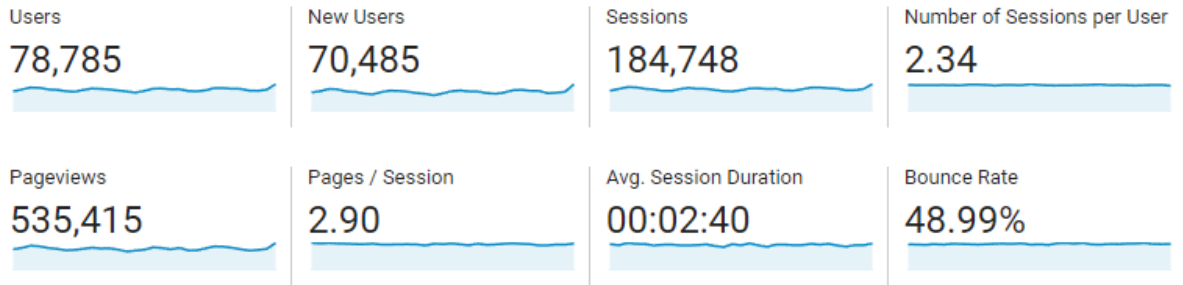 Users
78,785
New Users
70,485
Sessions
184,748
Number of Sessions per User
2.34
Pageviews
535,415
Pages / Session
2.90
Avg. Session Duration
00:02:40
Bounce Rate
48.99%